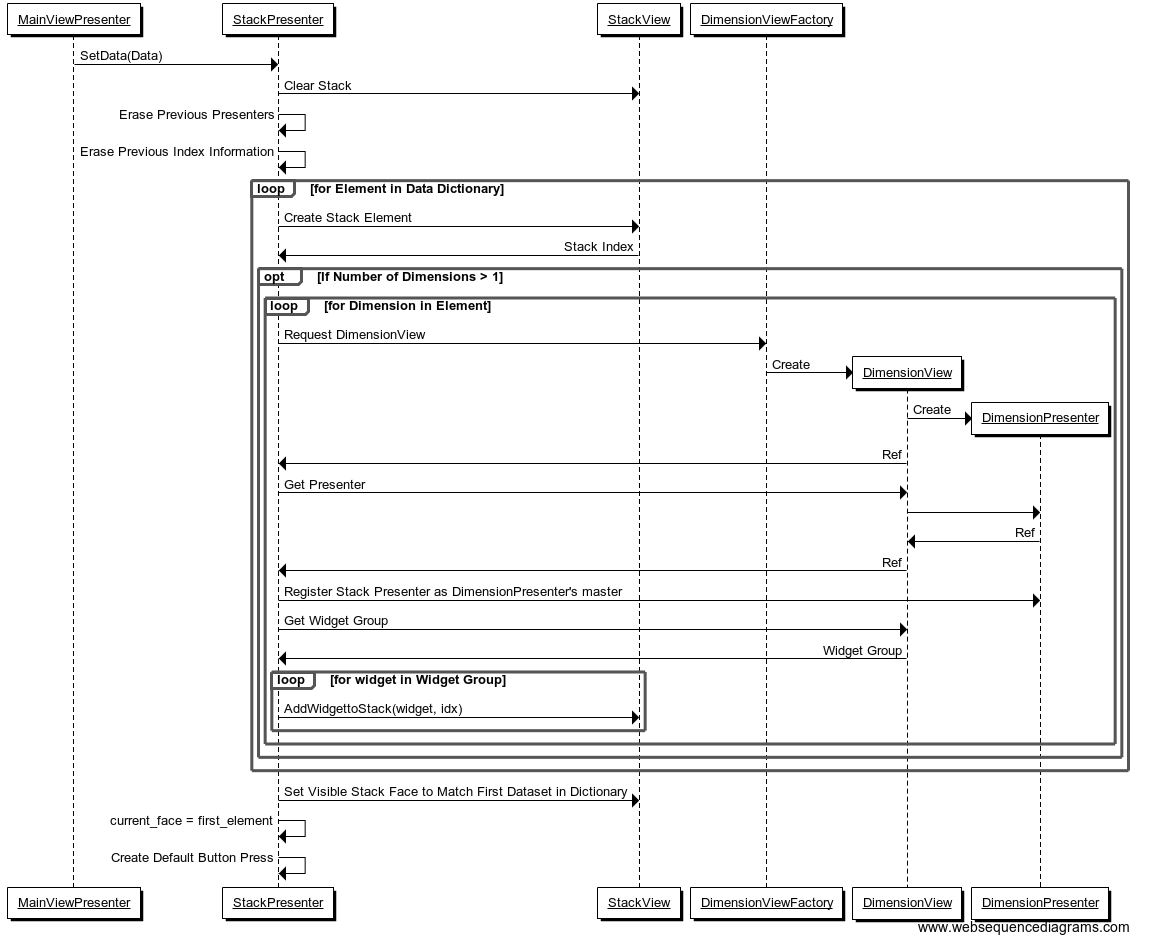 MainViewPresenter
StackPresenter
StackView
DimensionViewFactory
SetData(Data)
Clear Stack
Erase Previous Presenters
Erase Previous Index Information
loop [for Element in Data Dictionary]
Create Stack Element
Stack Index
opt [If Number of Dimensions > 1]
loop [for Dimension in Element]
Request DimensionView
Create
DimensionView
Create
DimensionPresenter
Ref
Get Presenter
Ref
Ref
Register Stack Presenter as DimensionPresenter's master
Get Widget Group
Widget Group
loop [for widget in Widget Group]
AddWidgettoStack(widget, idx)
Set Visible Stack Face to Match First Dataset in Dictionary
current_face = first_element
Create Default Button Press
MainViewPresenter
StackPresenter
StackView
DimensionViewFactory
DimensionView
DimensionPresenter
www.websequencediagrams.com